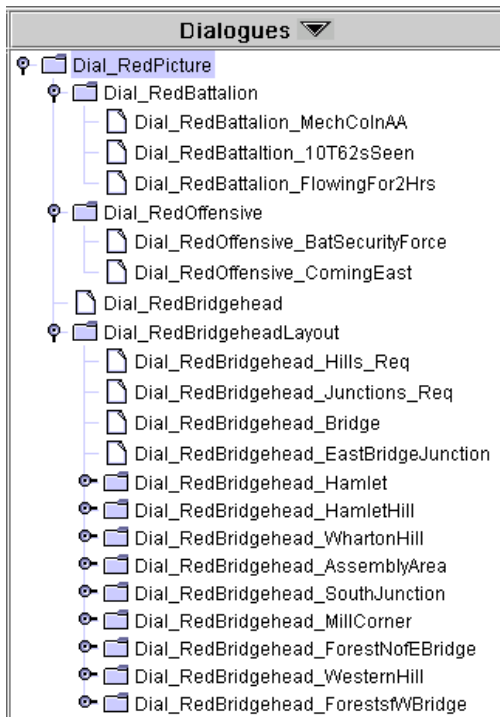 Dialogues
Dial_RedPicture
Dial_RedBattalion
Dial_RedBattalion_MechCoInAA
Dial_RedBattaltion_10T62sSeen
Dial_RedBattalion_FlowingFor2Hrs
Dial_RedOffensive
Dial_RedOffensive_BatSecurityForce
Dial_RedOffensive_ComingEast
Dial_RedBridgehead
Dial_RedBridgeheadLayout
Dial_RedBridgehead_Hills_Req
Dial_RedBridgehead_Junctions_Req
Dial_RedBridgehead_Bridge
Dial_RedBridgehead_EastBridgeJunction
Dial_RedBridgehead_Hamlet
Dial_RedBridgehead_HamletHill
Dial_RedBridgehead_WhartonHill
Dial_RedBridgehead_AssemblyArea
Dial_RedBridgehead_SouthJunction
Dial_RedBridgehead_MillCorner
Dial_RedBridgehead_ForestNofEBridge
Dial_RedBridgehead_WesternHill
Dial_RedBridgehead_ForestsfWBridge